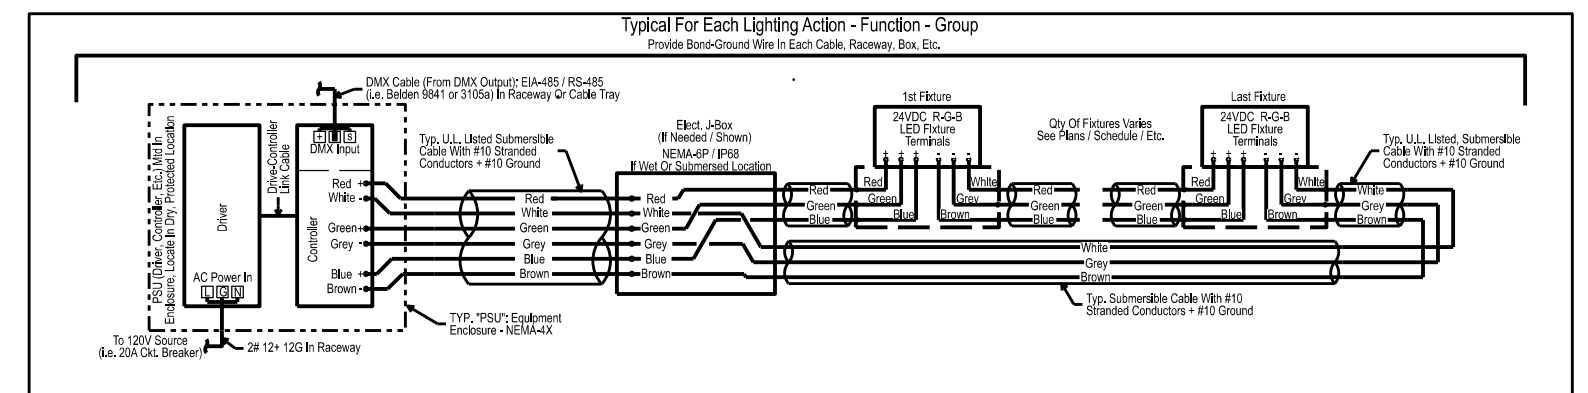 Typical For Each Lighting Action - Function - Group
Provide Bond-Ground Wire In Each Cable, Raceway, Box, Etc.
DMX Cable (From DMX Output); EIA-485 / RS-485
(i.e. Belden 9841 or 3105a) In Raceway Or Cable Tray
PSU (Driver, Controller, Etc.) Mtd In
Enclosure, Locate In Dry, Protected Location
Driver
AC Power In
L G N
Drive-Controller
Link Cable
+ S
DMX Input
Controller
Red +
White -
Green+
Grey -
Blue +
Brown -
To 120V Source
(i.e. 20A Ckt. Breaker)
2# 12+ 12G In Raceway
TYP. "PSU"; Equipment
Enclosure - NEMA-4X
Typ. U.L. Listed Submersible
Cable With #10 Stranded
Conductors + #10 Ground
Red
White
Green
Grey
Blue
Brown
Elect. J-Box
(If Needed / Shown)
NEMA-6P / IP68
If Wet Or Submersed Location
Red
White
Green
Grey
Blue
Brown
Red
Green
Blue
1st Fixture
24VDC R-G-B
LED Fixture
Terminals
+ + + - - -
Red
Green
Blue
White
Grey
Brown
Red
Green
Blue
Qty Of Fixtures Varies
See Plans / Schedule / Etc.
Red
Green
Blue
Last Fixture
24VDC R-G-B
LED Fixture
Terminals
+ + + - - -
Red
Green
Blue
White
Grey
Brown
White
Grey
Brown
Typ. U.L. Listed, Submersible
Cable With #10 Stranded
Conductors + #10 Ground
White
Grey
Brown
Typ. Submersible Cable With #10
Stranded Conductors + #10 Ground